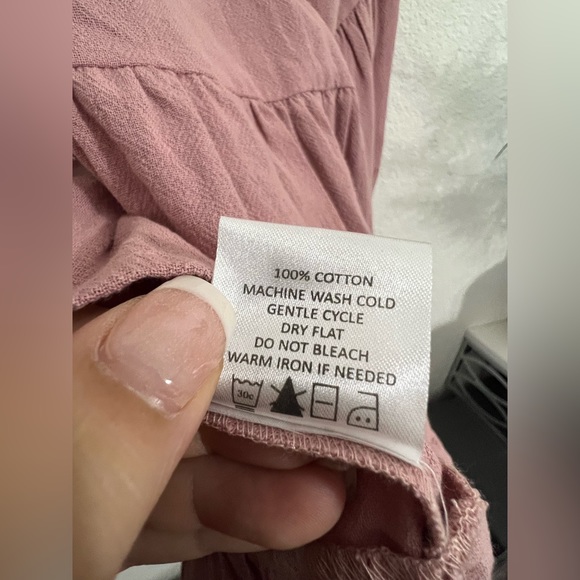 100% COTTON
MACHINE WASH COLD
GENTLE CYCLE
DRY FLAT
DO NOT BLEACH
WARM IRON IF NEEDED
30c